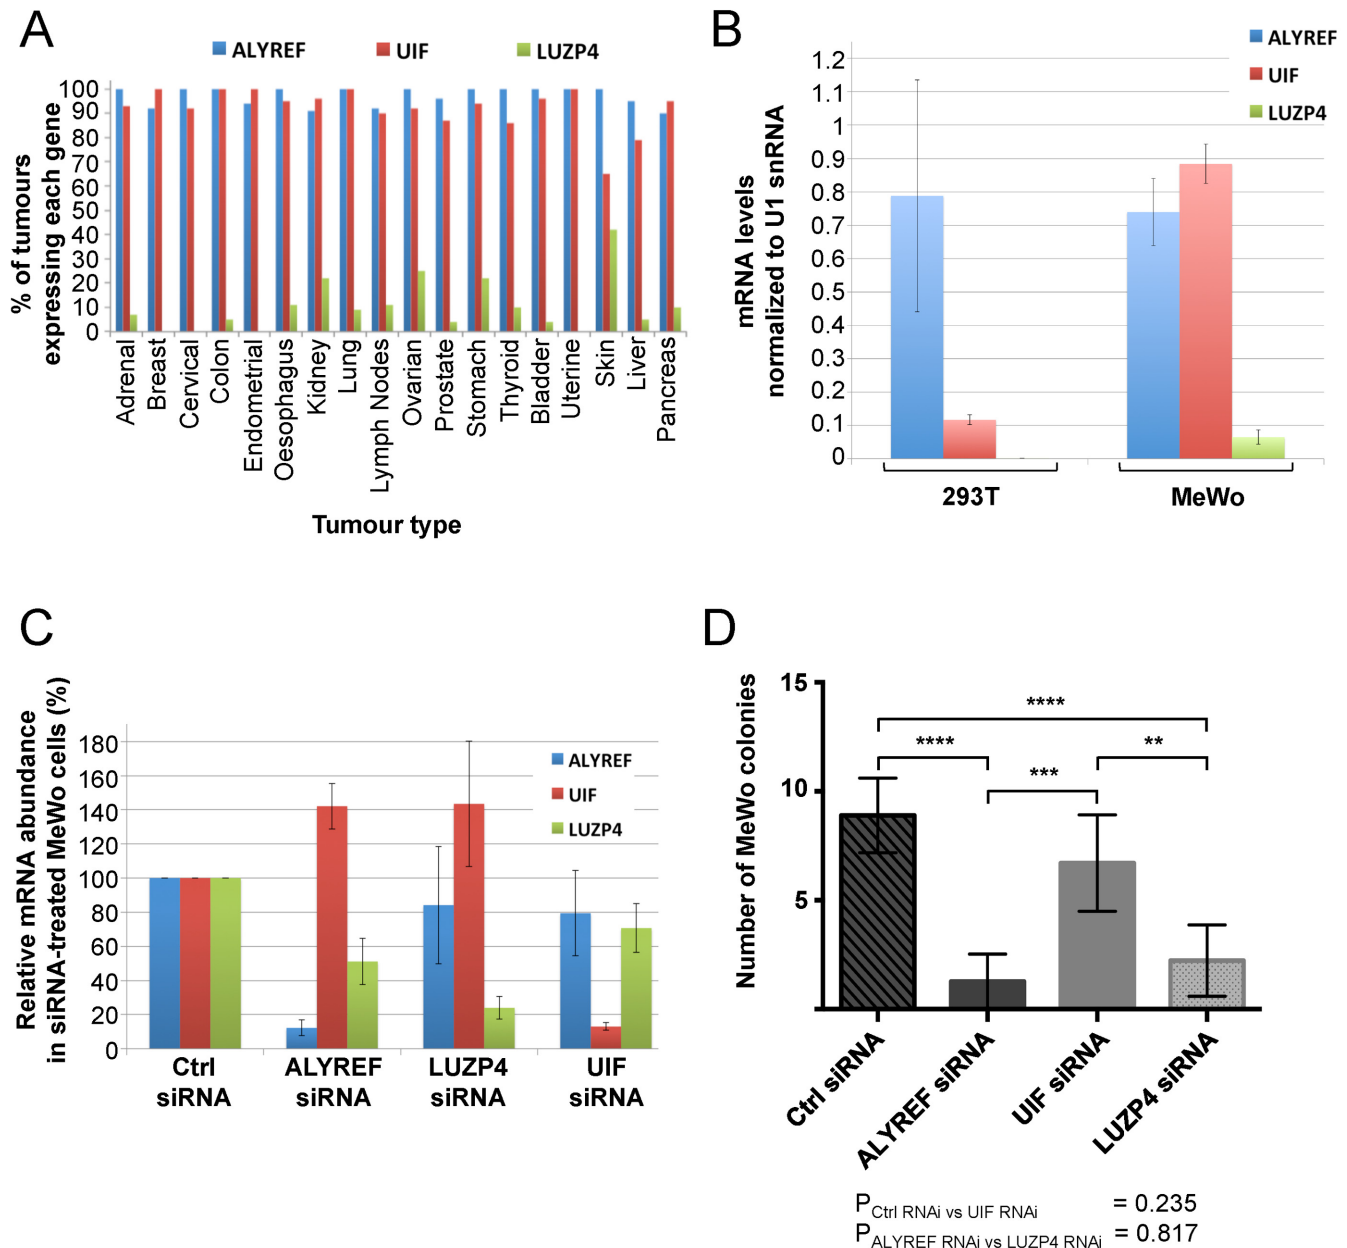 A
ALYREF UIF LUZP4
% of tumours
expressing each gene
100
90
80
70
60
50
40
30
20
10
0
Adrenal
Breast
Cervical
Colon
Endometrial
Oesophagus
Kidney
Lung
Lymph Nodes
Ovarian
Prostate
Stomach
Thyroid
Bladder
Uterine
Skin
Liver
Pancreas
Tumour type
B
ALYREF
UIF
LUZP4
mRNA levels
normalized to U1 snRNA
1.2
1.1
1
0.9
0.8
0.7
0.6
0.5
0.4
0.3
0.2
0.1
0
293T MeWo
C
Relative mRNA abundance
in siRNA-treated MeWo cells (%)
180
160
140
120
100
80
60
40
20
0
ALYREF
UIF
LUZP4
Ctrl
siRNA
ALYREF
siRNA
LUZP4
siRNA
UIF
siRNA
D
Number of MeWo colonies
15
10
5
****
****
**
***
Ctrl siRNA
ALYREF siRNA
UIF siRNA
LUZP4 siRNA
P Ctrl RNAi vs UIF RNAi = 0.235
P ALYREF RNAi vs LUZP4 RNAi = 0.817